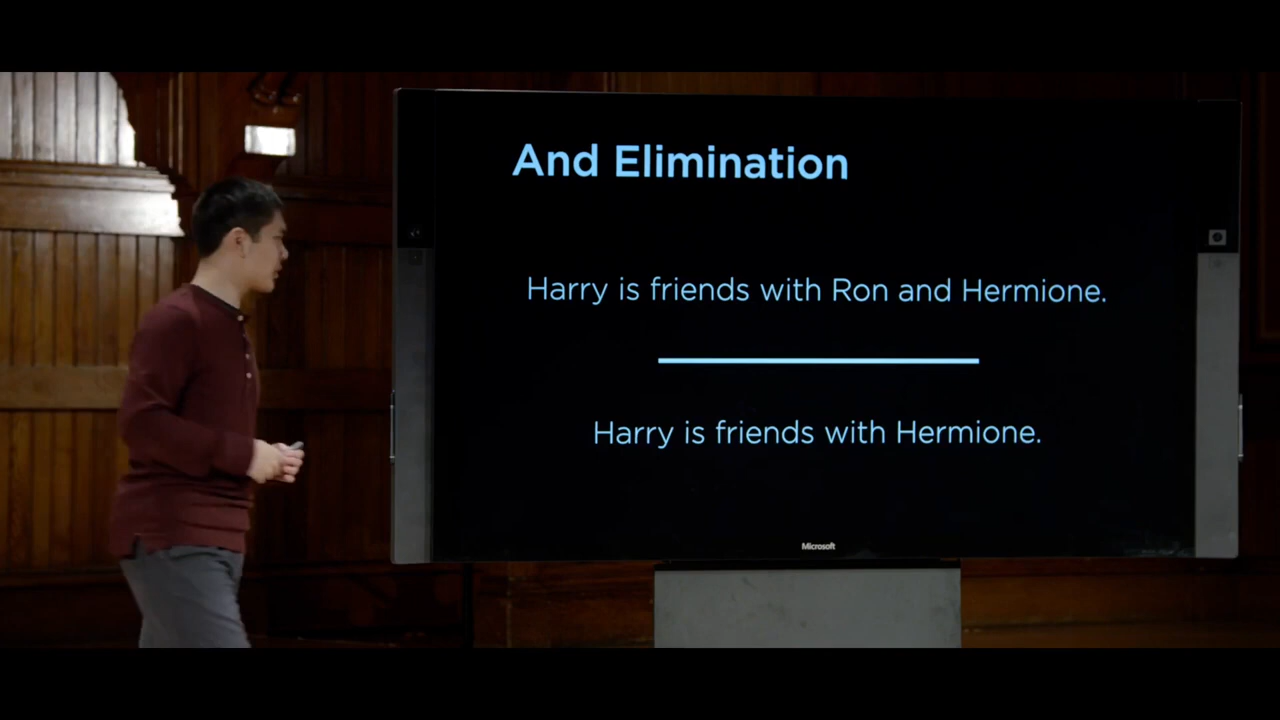 And Elimination
Harry is friends with Ron and Hermione.
Harry is friends with Hermione.
Microsoft